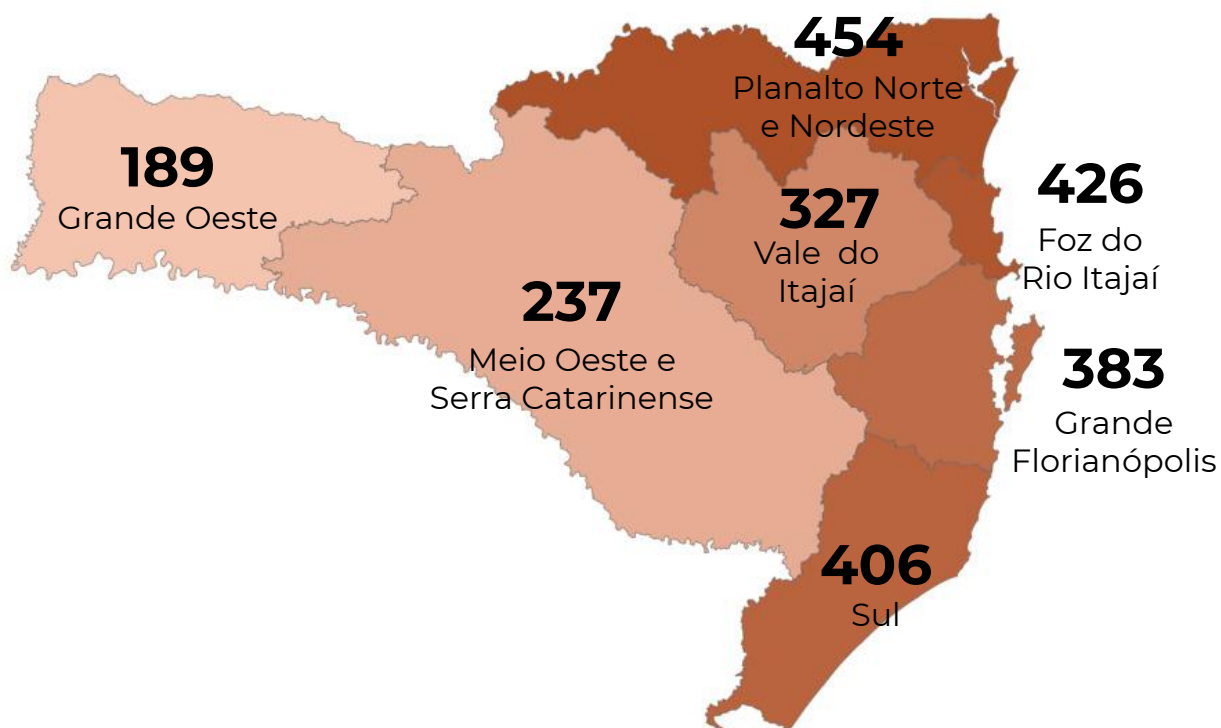 454
Planalto Norte
e Nordeste
189
Grande Oeste
426
Foz do
Rio Itajaí
327
Vale do
Itajaí
237
Meio Oeste e
Serra Catarinense
383
Grande
Florianópolis
406
Sul